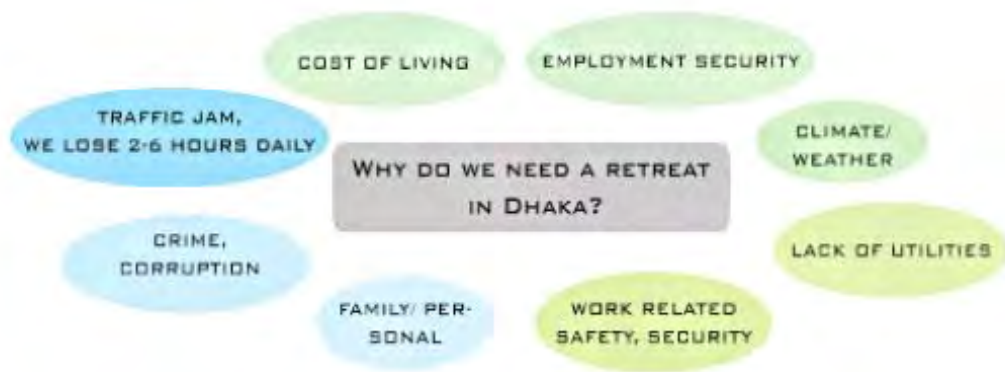 COST OF LIVING
EMPLOYMENT SECURITY
TRAFFIC JAM,
WE LOSE 2-6 HOURS DAILY
CLIMATE/
WEATHER
WHY DO WE NEED A RETREAT
IN DHAKA?
CRIME,
CORRUPTION
LACK OF UTILITIES
FAMILY/ PER-
SONAL
WORK RELATED
SAFETY, SECURITY